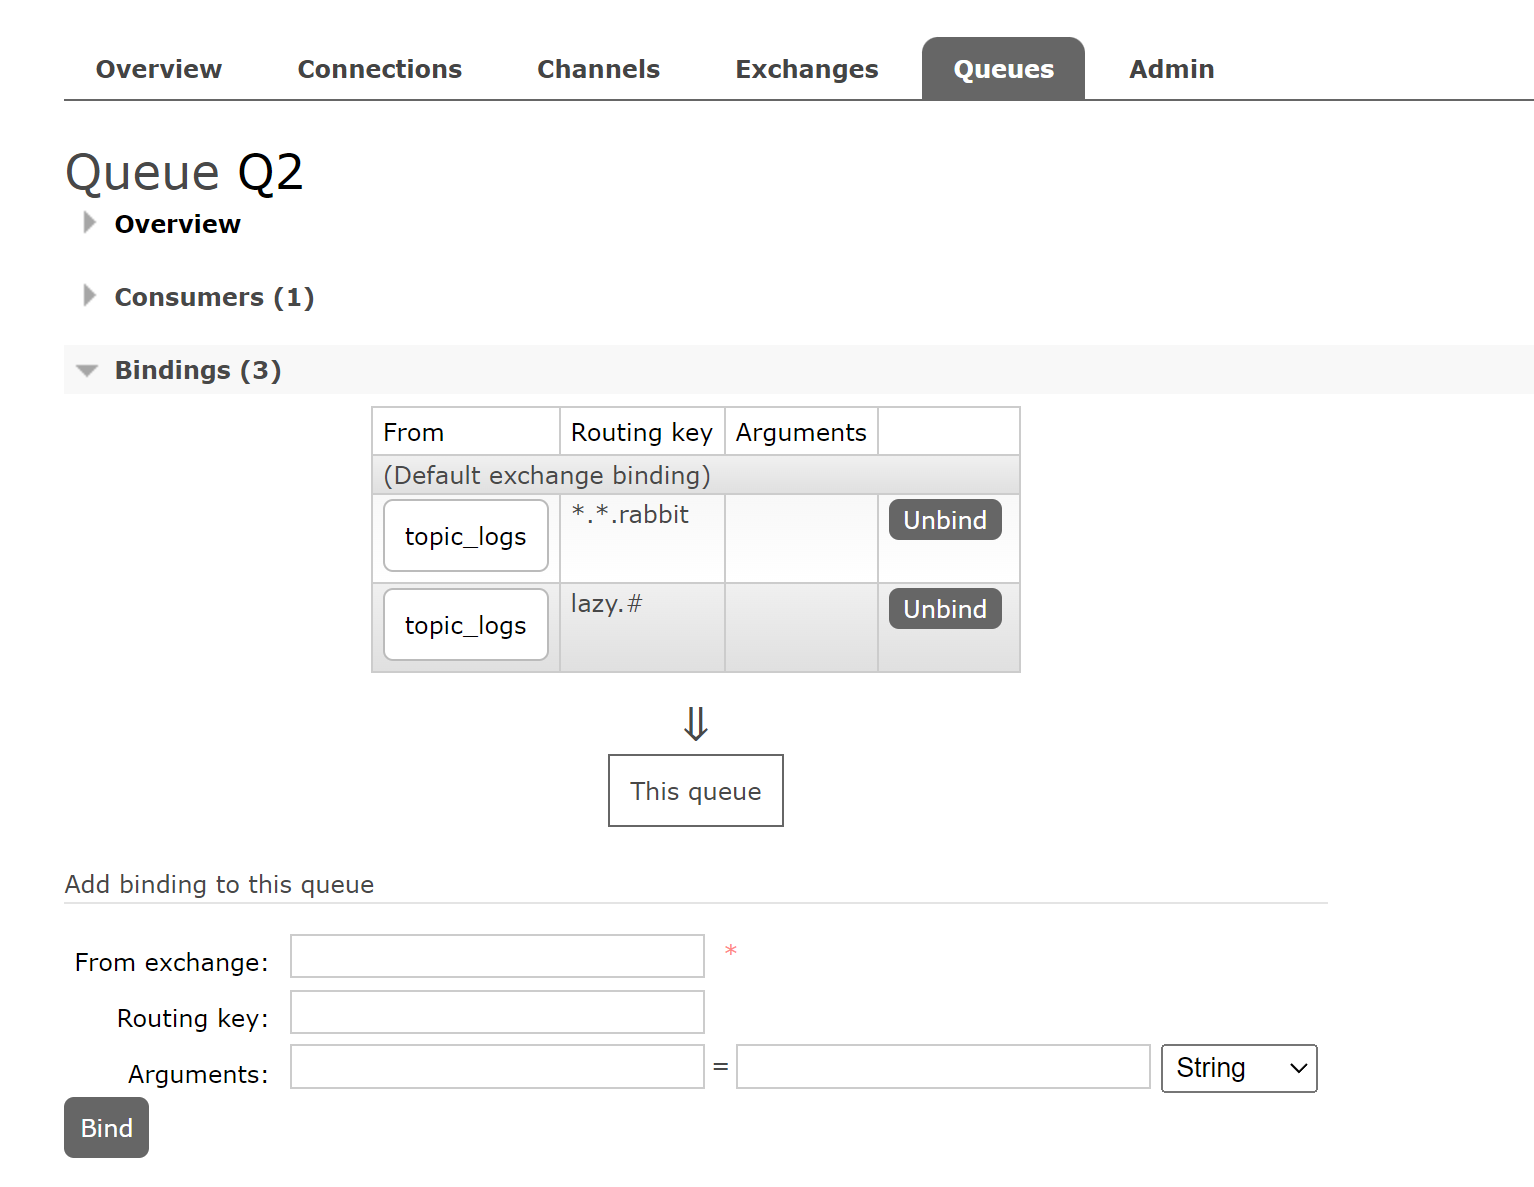 Overview Connections Channels Exchanges Queues Admin
Queue Q2
Overview
Consumers (1)
Bindings (3)
From Routing key Arguments
(Default exchange binding)
topic_logs *.*.rabbit Unbind
topic_logs lazy.# Unbind
⇓
This queue
Add binding to this queue
From exchange: *
Routing key:
Arguments: = String
Bind